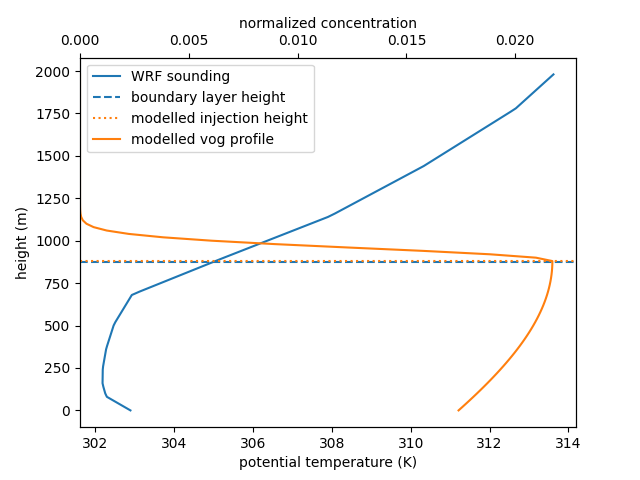 normalized concentration
0.000 0.005 0.010 0.015 0.020
WRF sounding
boundary layer height
modelled injection height
modelled vog profile
2000
1750
1500
1250
1000
750
500
250
0
height (m)
302 304 306 308 310 312 314
potential temperature (K)